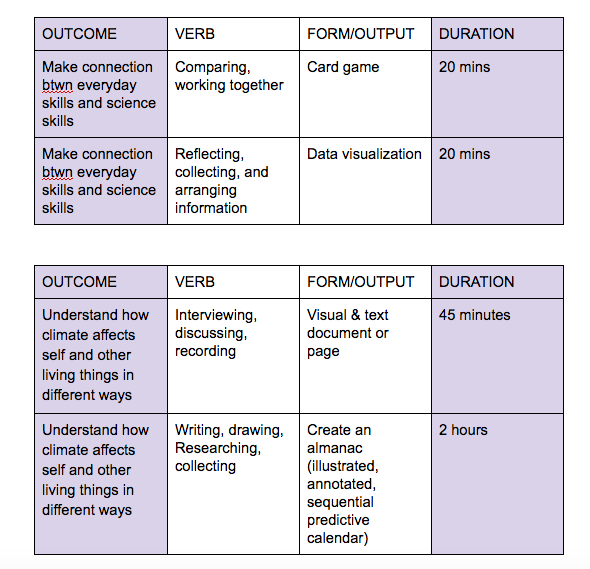 OUTCOME VERB FORM/OUTPUT DURATION
Make connection
btwn everyday
skills and science
skills
Comparing,
working together
Card game
20 mins
Make connection
btwn everyday
skills and science
skills
Reflecting,
collecting, and
arranging
information
Data visualization
20 mins
OUTCOME VERB FORM/OUTPUT DURATION
Understand how
climate affects
self and other
living things in
different ways
Interviewing,
discussing,
recording
Visual & text
document or
page
45 minutes
Understand how
climate affects
self and other
living things in
different ways
Writing, drawing,
Researching,
collecting
Create an
almanac
(illustrated,
annotated,
sequential
predictive
calendar)
2 hours